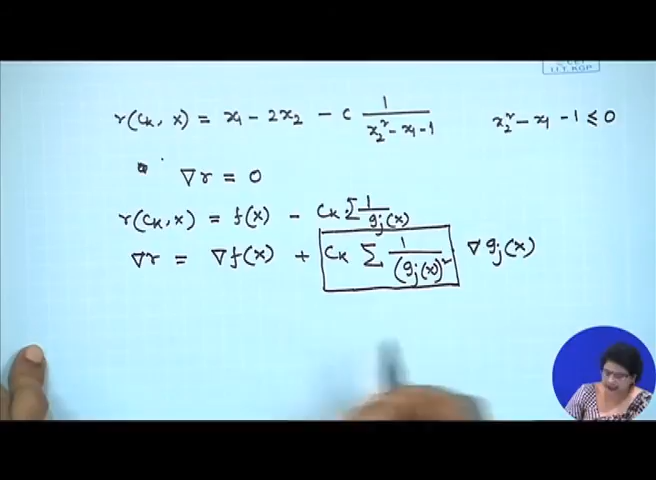 I.I.T. KGP
r(Ck, x) = x1 - 2x2 - C 1/(x2² - x1 - 1)    x2² - x1 - 1 ≤ 0
∇r = 0
r(Ck, x) = f(x) - Ck Σ 1/gj(x)
∇r = ∇f(x) + Ck Σ 1/(gj(x))² ∇gj(x)